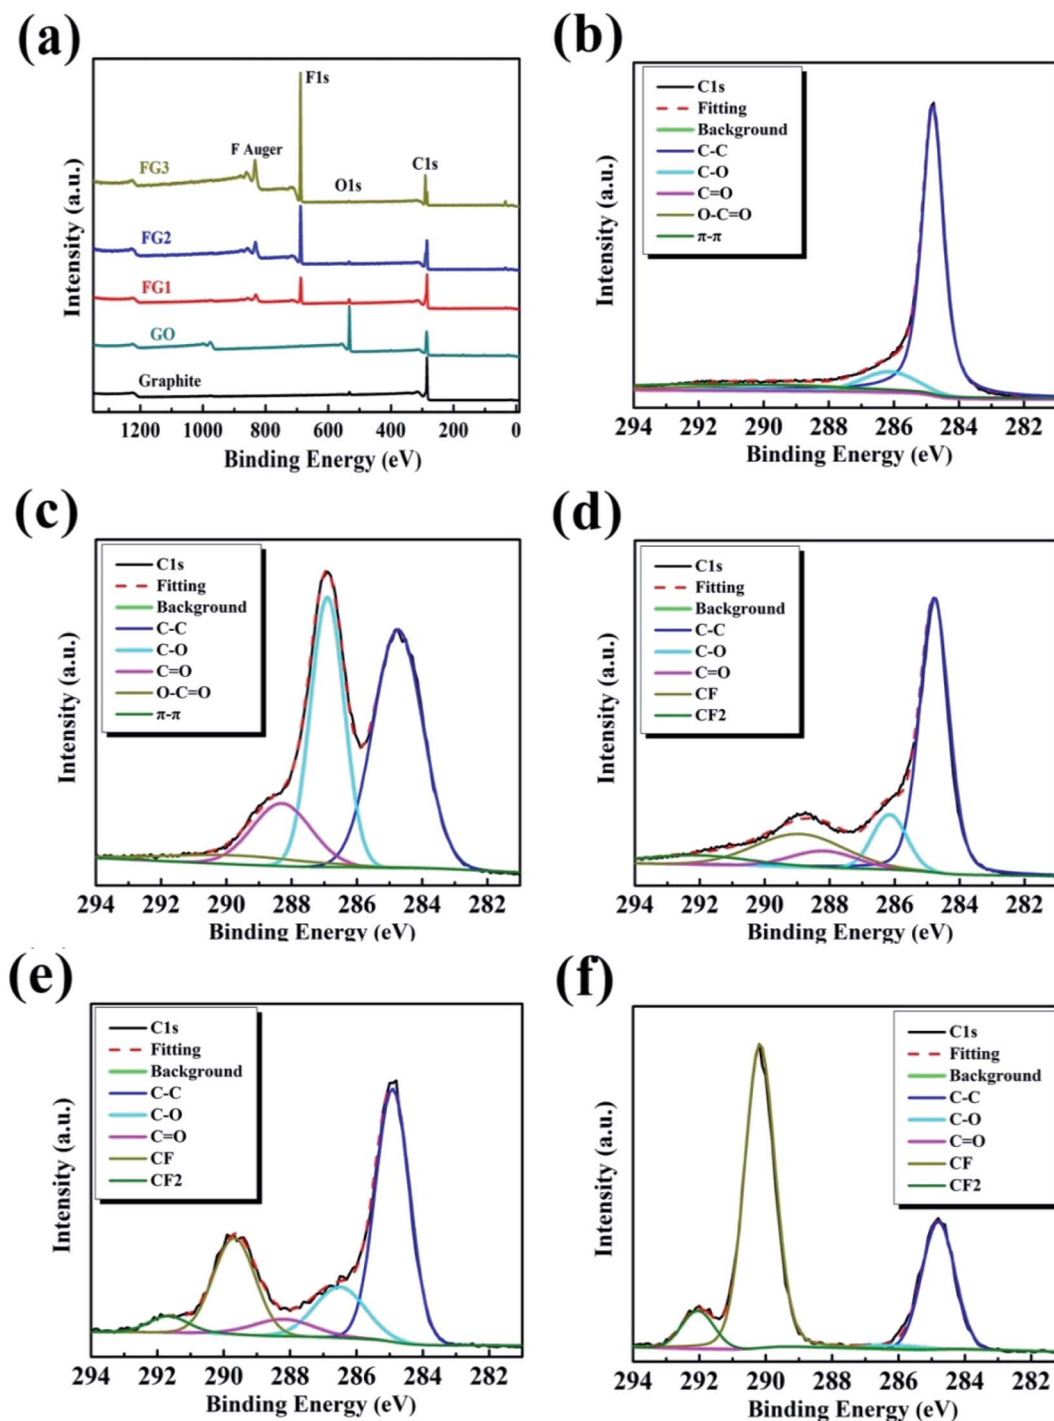 (a)
F1s
F Auger
C1s
FG3
O1s
FG2
FG1
GO
Graphite
Intensity (a.u.)
1200 1000 800 600 400 200 0
Binding Energy (eV)
(b)
C1s
Fitting
Background
C-C
C-O
C=O
O-C=O
π-π
Intensity (a.u.)
294 292 290 288 286 284 282
Binding Energy (eV)
(c)
C1s
Fitting
Background
C-C
C-O
C=O
O-C=O
π-π
Intensity (a.u.)
294 292 290 288 286 284 282
Binding Energy (eV)
(d)
C1s
Fitting
Background
C-C
C-O
C=O
CF
CF2
Intensity (a.u.)
294 292 290 288 286 284 282
Binding Energy (eV)
(e)
C1s
Fitting
Background
C-C
C-O
C=O
CF
CF2
Intensity (a.u.)
294 292 290 288 286 284 282
Binding Energy (eV)
(f)
C1s
Fitting
Background
C-C
C-O
C=O
CF
CF2
Intensity (a.u.)
294 292 290 288 286 284 282
Binding Energy (eV)